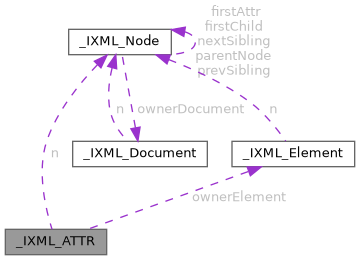 firstAttr
firstChild
nextSibling
parentNode
prevSibling
_IXML_Node
n
ownerDocument
n
_IXML_Document
_IXML_Element
n
ownerElement
_IXML_ATTR